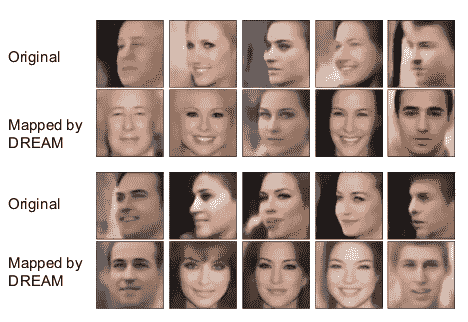 Original
Mapped by
DREAM
Original
Mapped by
DREAM